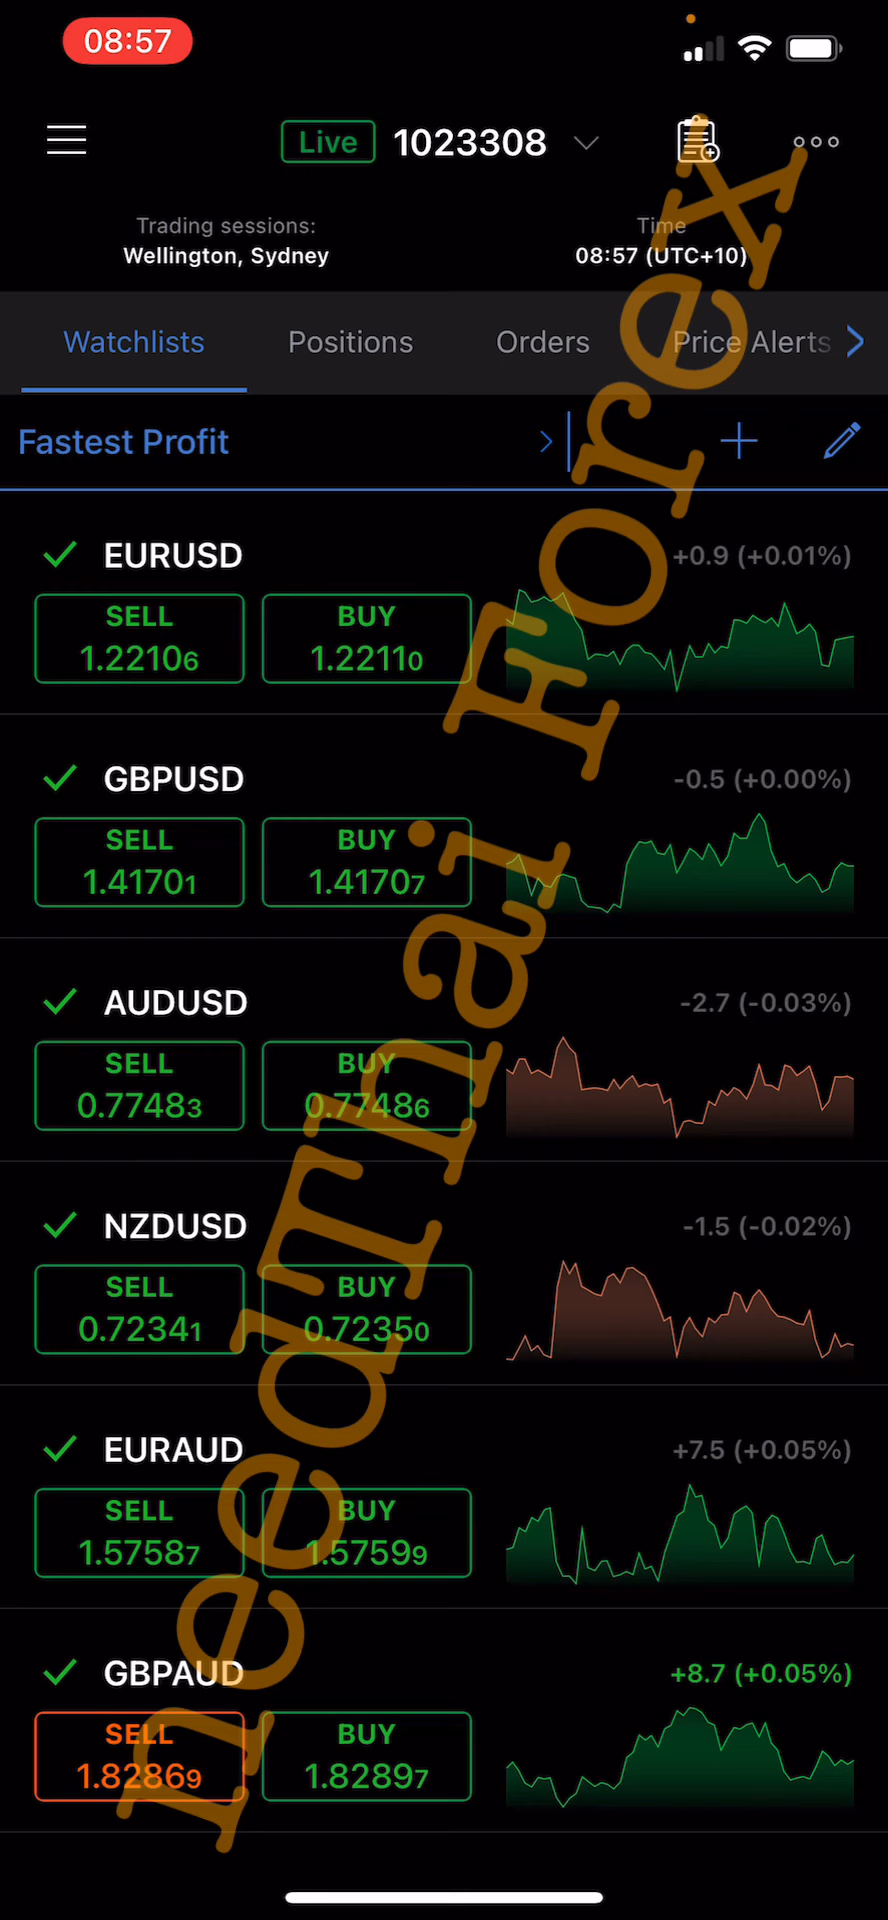 08:57
Live 1023308
Trading sessions:
Wellington, Sydney
Time
08:57 (UTC+10)
Watchlists Positions Orders Price Alerts
Fastest Profit
EURUSD +0.9 (+0.01%)
SELL BUY
1.22106 1.22110
GBPUSD -0.5 (+0.00%)
SELL BUY
1.41701 1.41707
AUDUSD -2.7 (-0.03%)
SELL BUY
0.77483 0.77486
NZDUSD -1.5 (-0.02%)
SELL BUY
0.72341 0.72350
EURAUD +7.5 (+0.05%)
SELL BUY
1.57587 1.57599
GBPAUD +8.7 (+0.05%)
SELL BUY
1.82869 1.82897
neaThai Forex